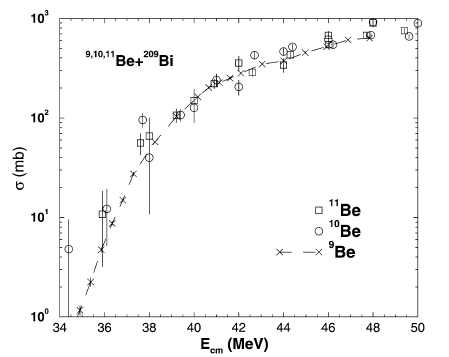 10³
⁹,¹⁰,¹¹Be+²⁰⁹Bi
10²
σ (mb)
10¹
¹¹Be
¹⁰Be
⁹Be
10⁰
34 36 38 40 42 44 46 48 50
E_cm (MeV)